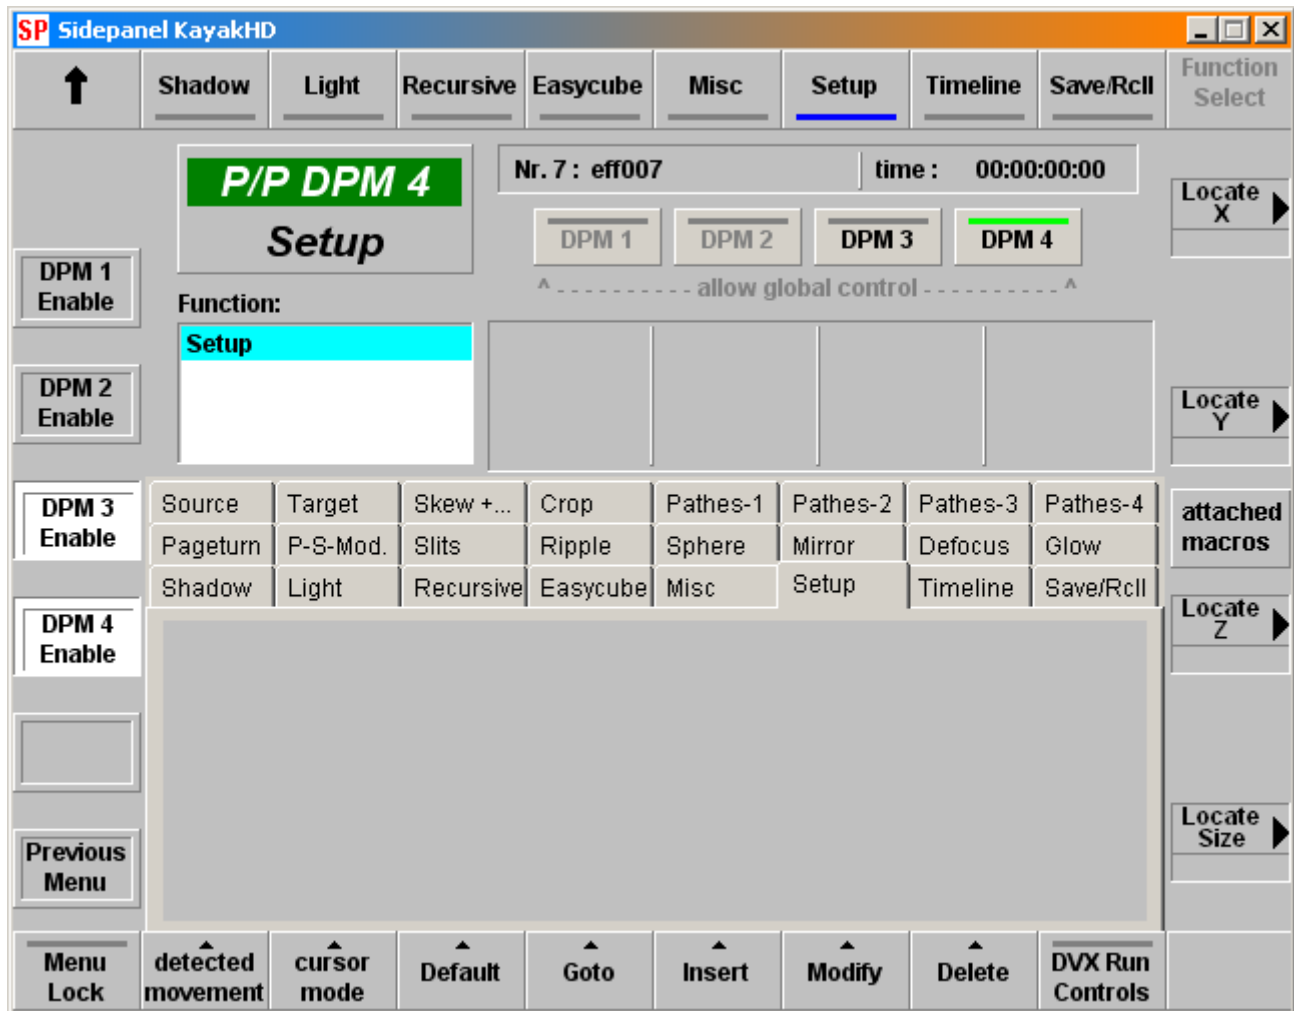 SP Sidepanel KayakHD
Shadow Light Recursive Easycube Misc Setup Timeline Save/Rcll Function Select
P/P DPM 4
Setup
Nr. 7 : eff007 time : 00:00:00:00
DPM 1 DPM 2 DPM 3 DPM 4
^ - - - - - - - - - - allow global control - - - - - - - - - - ^
Locate
X
DPM 1
Enable
Function:
Setup
DPM 2
Enable
Locate
Y
DPM 3
Enable
Source Target Skew +... Crop Pathes-1 Pathes-2 Pathes-3 Pathes-4
Pageturn P-S-Mod. Slits Ripple Sphere Mirror Defocus Glow
Shadow Light Recursive Easycube Misc Setup Timeline Save/Rcll
attached
macros
DPM 4
Enable
Locate
Z
Previous
Menu
Locate
Size
Menu
Lock
detected
movement
cursor
mode
Default
Goto
Insert
Modify
Delete
DVX Run
Controls